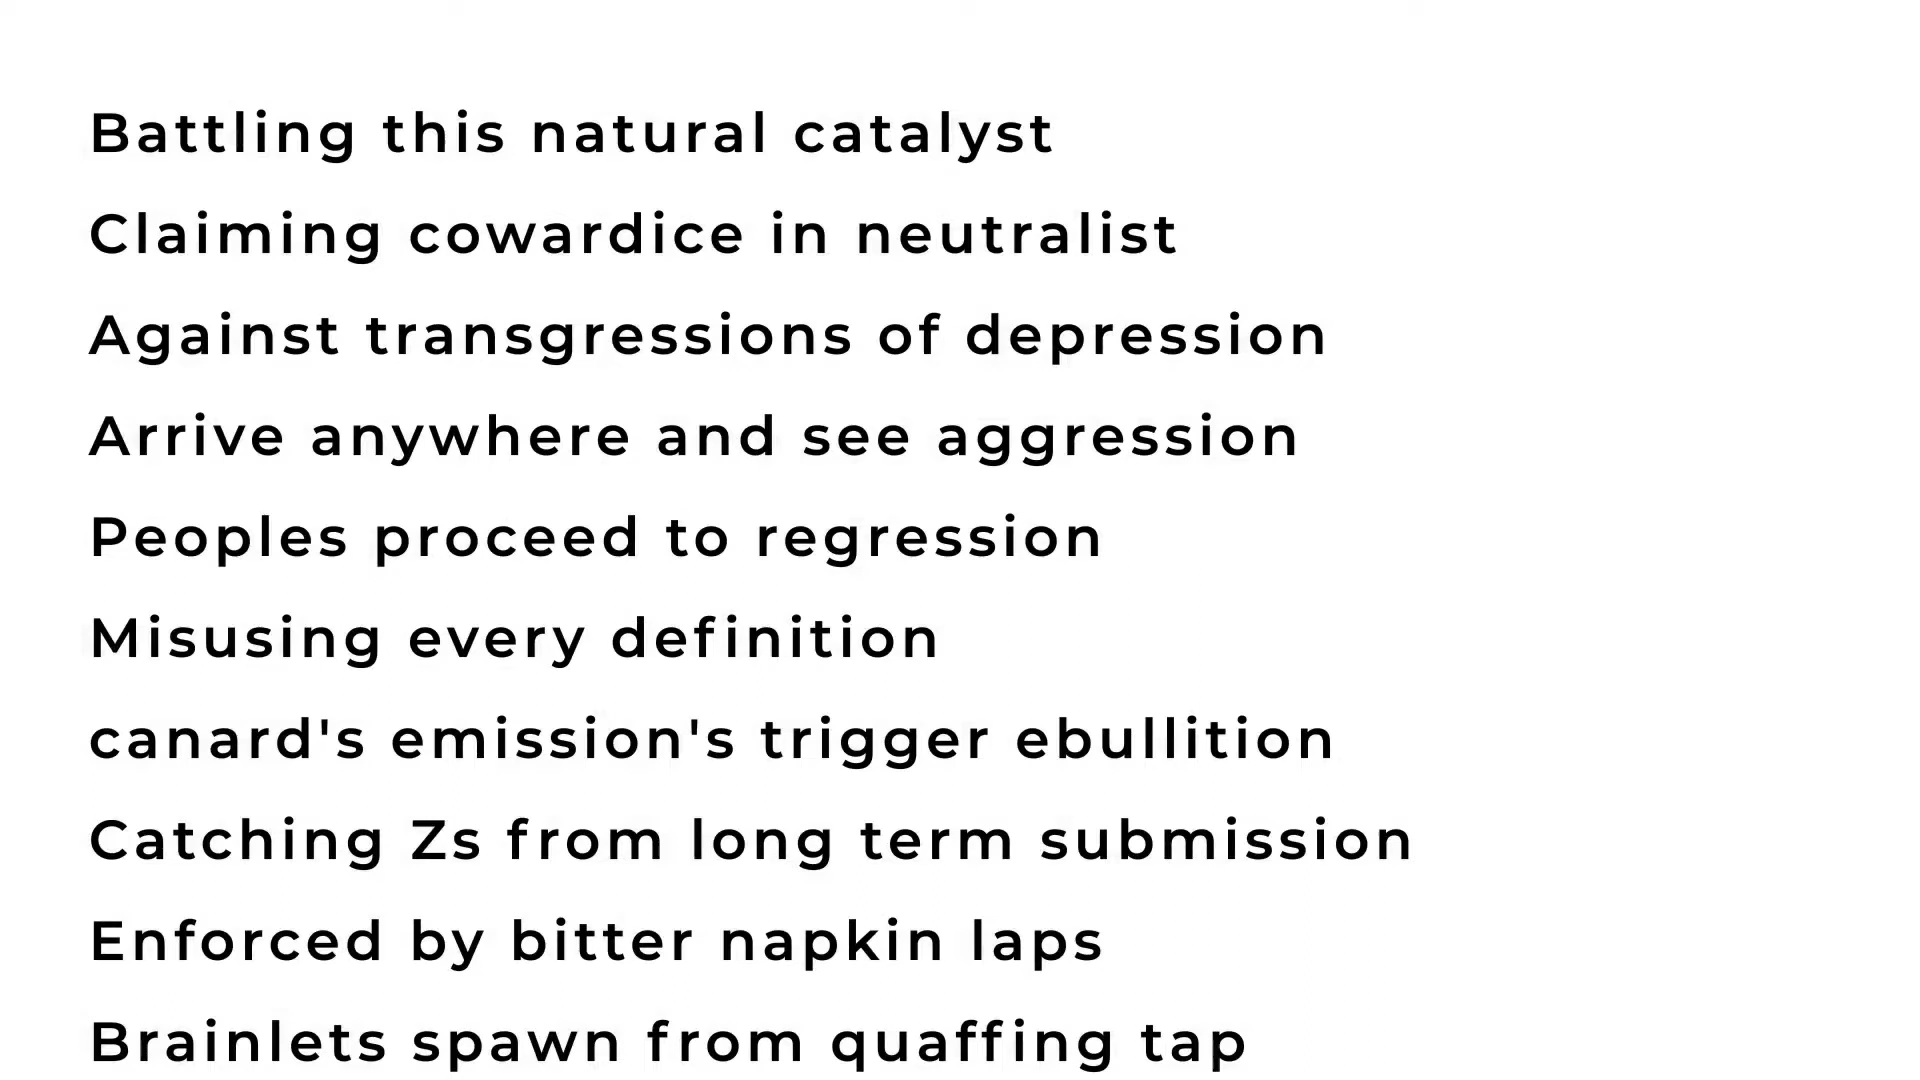 Battling this natural catalyst
Claiming cowardice in neutralist
Against transgressions of depression
Arrive anywhere and see aggression
Peoples proceed to regression
Misusing every definition
canard's emission's trigger ebullition
Catching Zs from long term submission
Enforced by bitter napkin laps
Brainlets spawn from quaffing tap